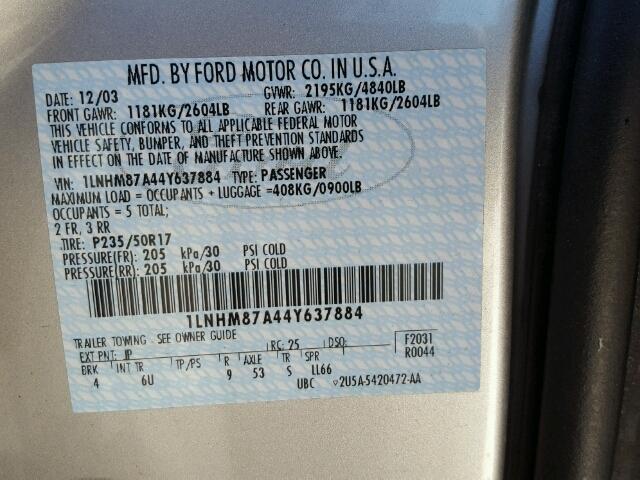 MFD. BY FORD MOTOR CO. IN U.S.A.
DATE: 12/03 GVWR: 2195KG/4840LB
FRONT GAWR: 1181KG/2604LB REAR GAWR: 1181KG/2604LB
THIS VEHICLE CONFORMS TO ALL APPLICABLE FEDERAL MOTOR
VEHICLE SAFETY, BUMPER, AND THEFT PREVENTION STANDARDS
IN EFFECT ON THE DATE OF MANUFACTURE SHOWN ABOVE.
VIN: 1LNHM87A44Y637884 TYPE: PASSENGER
MAXIMUM LOAD = OCCUPANTS + LUGGAGE =408KG/0900LB
OCCUPANTS = 5 TOTAL;
2 FR, 3 RR
TIRE: P235/50R17
PRESSURE(FR): 205 kPa/30 PSI COLD
PRESSURE(RR): 205 kPa/30 PSI COLD
1LNHM87A44Y637884
TRAILER TOWING - SEE OWNER GUIDE
EXT PNT: JP RC: 25 DSO: F2031
R0044
BRK INT TR TP/PS R AXLE TR SPR
4 6U 9 53 S LL66
UBC 2U5A-5420472-AA